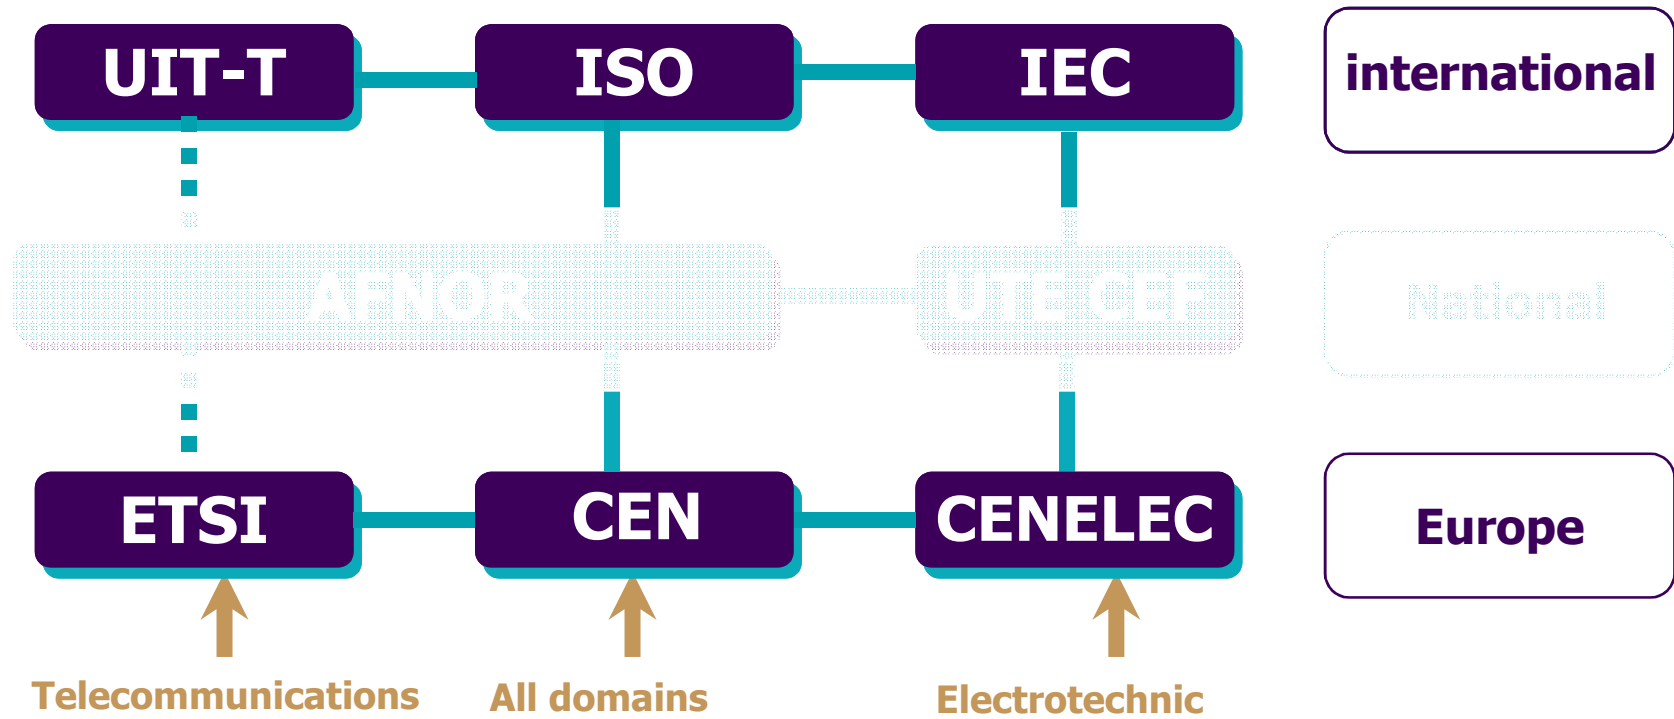 UIT-T ISO IEC international
AFNOR UTE CEF National
ETSI CEN CENELEC Europe
Telecommunications All domains Electrotechnic